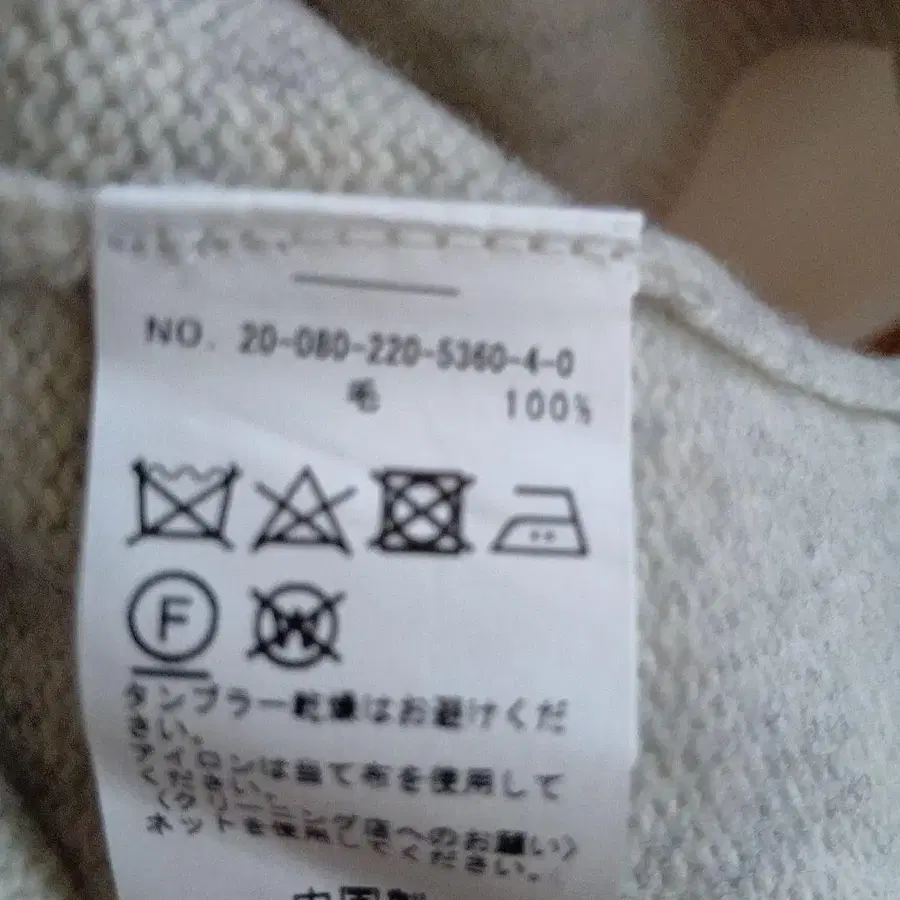 NO. 20-080-220-5360-4-0
毛 100%
F W
タンブラー乾燥はお避けくだ
さい。
アイロンは当て布を使用して
ください。
〈クリーニング店へのお願い〉
ネットを使用してください。
中国製